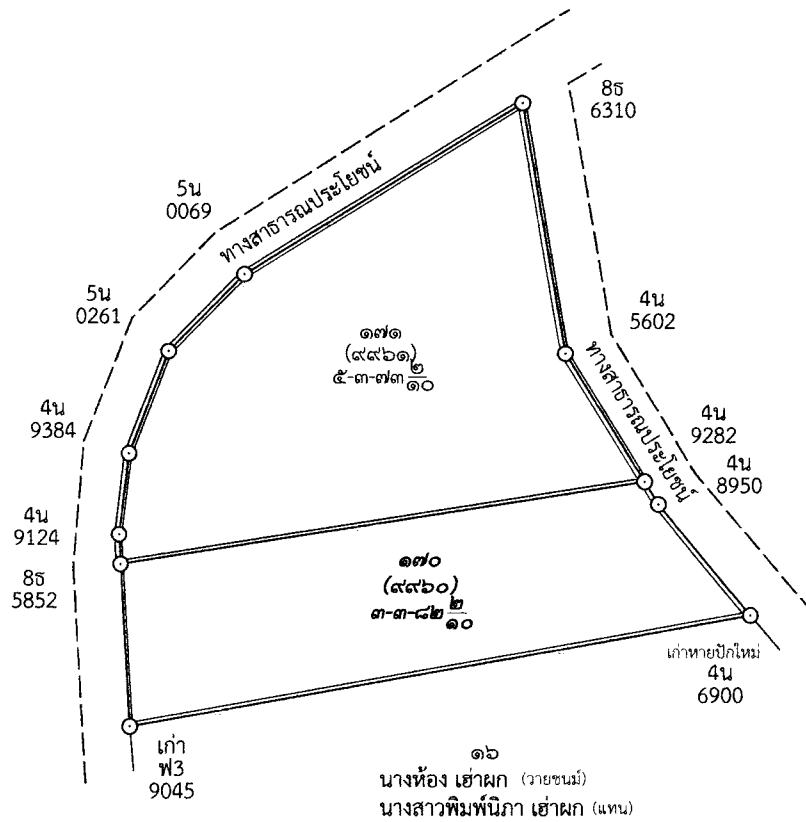 8ธ
6310
5น
0069
ทางสาธารณประโยชน์
5น
0261
4น
5602
๑๗๑
(๙๙๖๑)
๕-๓-๗๓ ๒/๑๐
ทางสาธารณประโยชน์
4น
9384
4น
9282
4น
8950
4น
9124
8ธ
5852
๑๗๐
(๙๙๖๐)
๓-๓-๘๒ ๒/๑๐
เก่าหายปักใหม่
4น
6900
เก่า
ฟ3
9045
๑๖
นางห้อง เฮ่าผก (วายชนม์)
นางสาวพิมพ์นิภา เฮ่าผก (แทน)